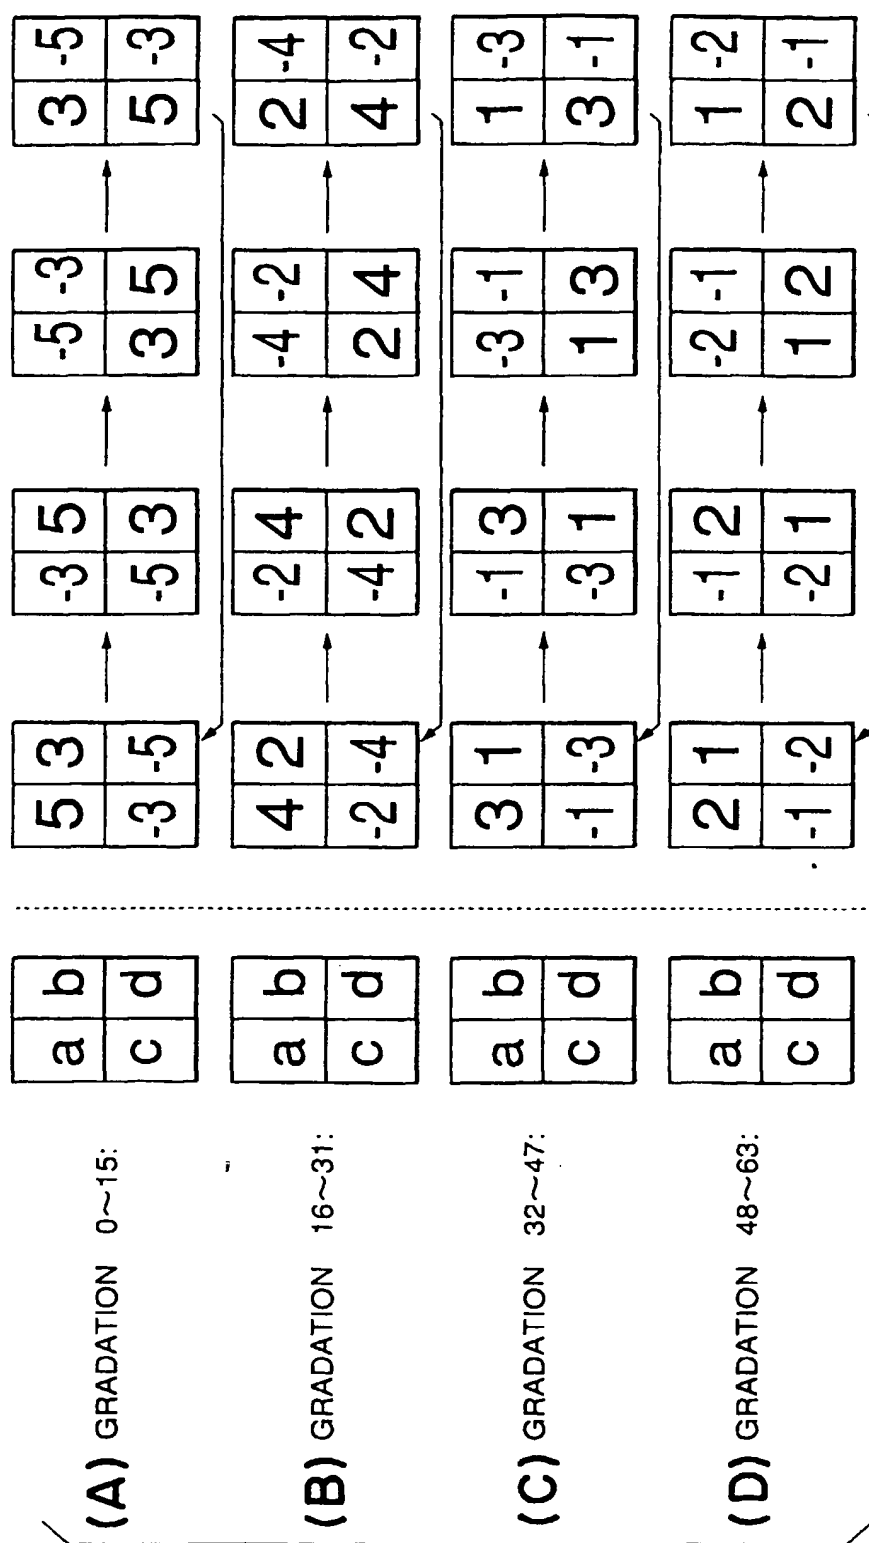 (A) GRADATION 0~15:
a b 5 3 -3 5 -5 -3 3 -5
c d -3 -5 -5 3 3 5 5 -3
(B) GRADATION 16~31:
a b 4 2 -2 4 -4 -2 2 -4
c d -2 -4 -4 2 2 4 4 -2
(C) GRADATION 32~47:
a b 3 1 -1 3 -3 -1 1 -3
c d -1 -3 -3 1 1 3 3 -1
(D) GRADATION 48~63:
a b 2 1 -1 2 -2 -1 1 -2
c d -1 -2 -2 1 1 2 2 -1